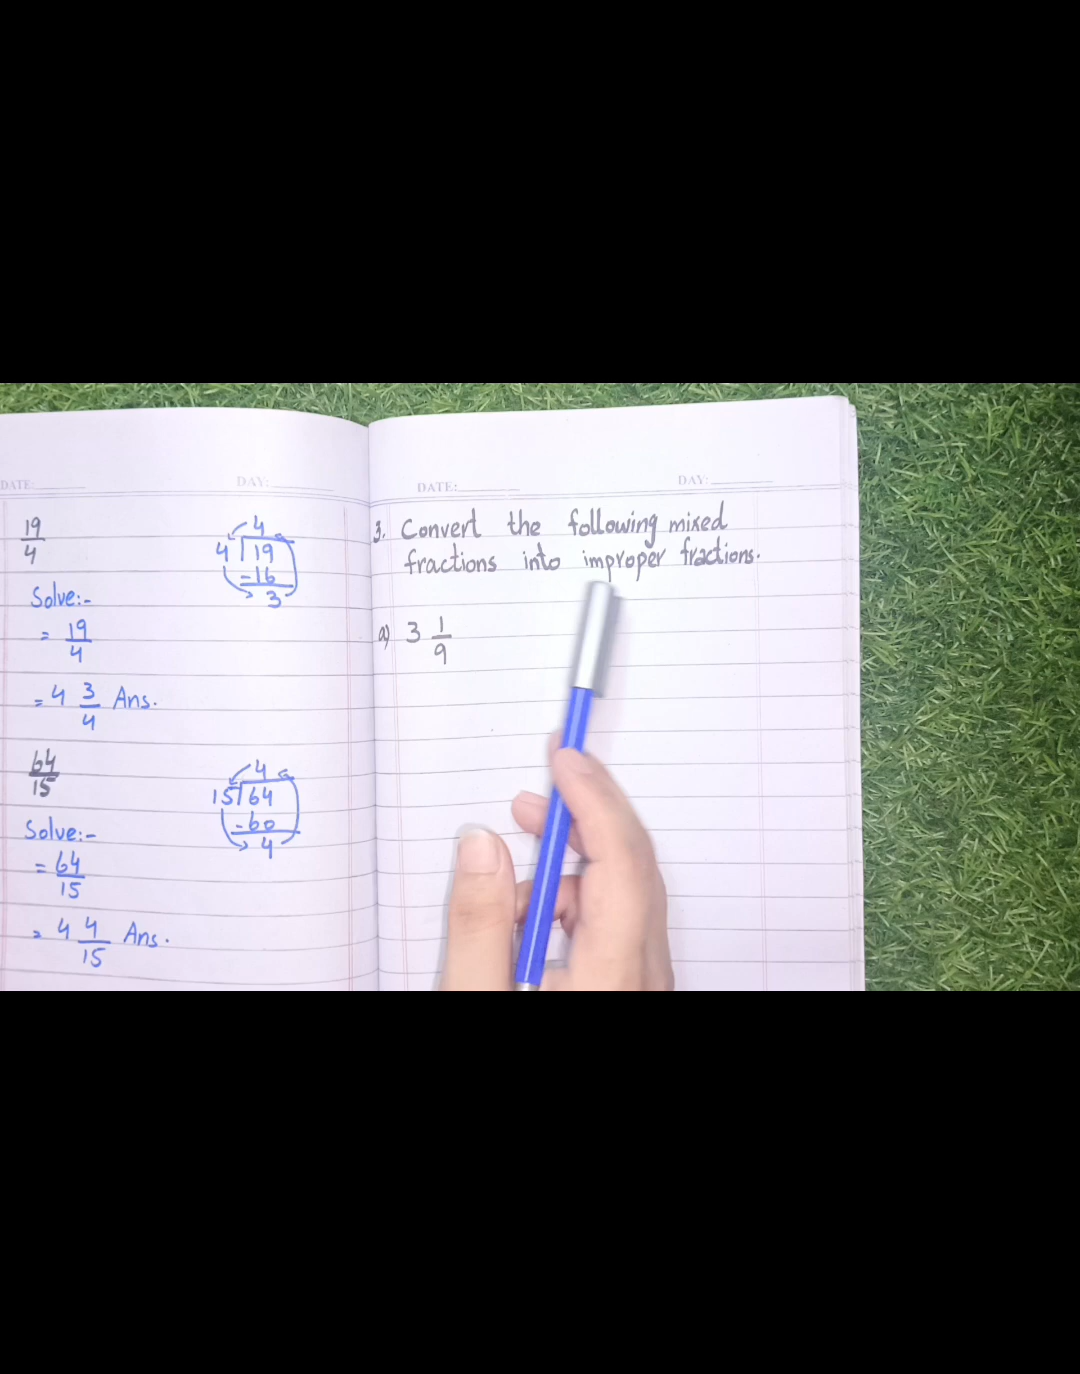 DATE:
DAY:
19
4
4
4 19
-16
3
Solve:-
= 19
4
= 4 3 Ans.
4
64
15
4
15 64
-60
4
Solve:-
= 64
15
= 4 4 Ans.
15
DATE:
DAY:
3. Convert the following mixed
fractions into improper fractions.
a) 3 1
9